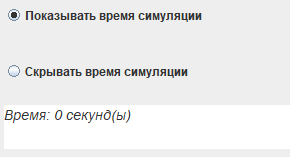 Показывать время симуляции
Скрывать время симуляции
Время: 0 секунд(ы)